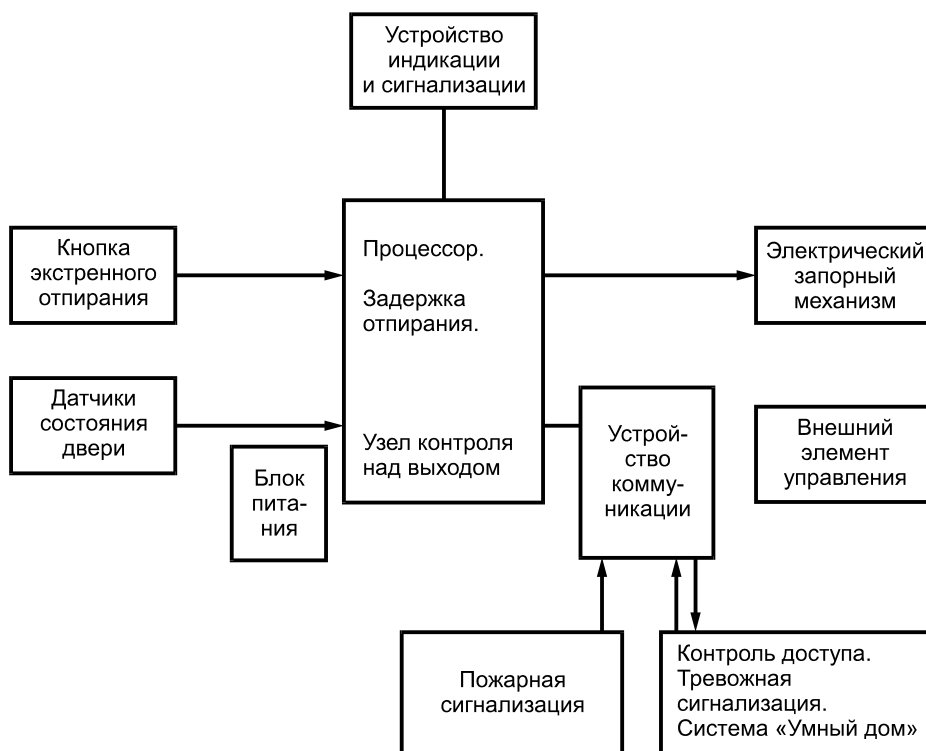 Устройство
индикации
и сигнализации
Кнопка
экстренного
отпирания
Процессор.
Задержка
отпирания.
Узел контроля
над выходом
Электрический
запорный
механизм
Датчики
состояния
двери
Блок
пита-
ния
Устрой-
ство
комму-
никации
Внешний
элемент
управления
Пожарная
сигнализация
Контроль доступа.
Тревожная
сигнализация.
Система «Умный дом»